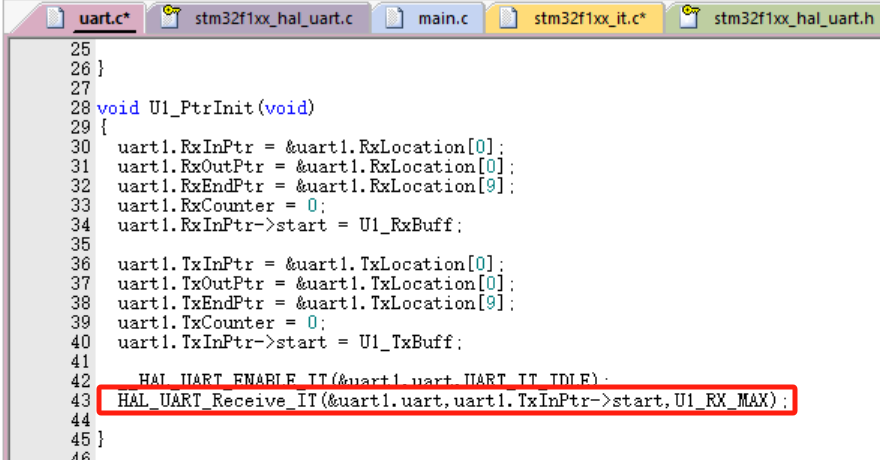 uart.c* stm32f1xx_hal_uart.c main.c stm32f1xx_it.c* stm32f1xx_hal_uart.h
25
26 }
27
28 void U1_PtrInit(void)
29 {
30 uart1.RxInPtr = &uart1.RxLocation[0];
31 uart1.RxOutPtr = &uart1.RxLocation[0];
32 uart1.RxEndPtr = &uart1.RxLocation[9];
33 uart1.RxCounter = 0;
34 uart1.RxInPtr->start = U1_RxBuff;
35
36 uart1.TxInPtr = &uart1.TxLocation[0];
37 uart1.TxOutPtr = &uart1.TxLocation[0];
38 uart1.TxEndPtr = &uart1.TxLocation[9];
39 uart1.TxCounter = 0;
40 uart1.TxInPtr->start = U1_TxBuff;
41
42 __HAL_UART_ENABLE_IT(&uart1.uart,UART_IT_IDLE);
43 HAL_UART_Receive_IT(&uart1.uart,uart1.TxInPtr->start,U1_RX_MAX);
44
45 }
46